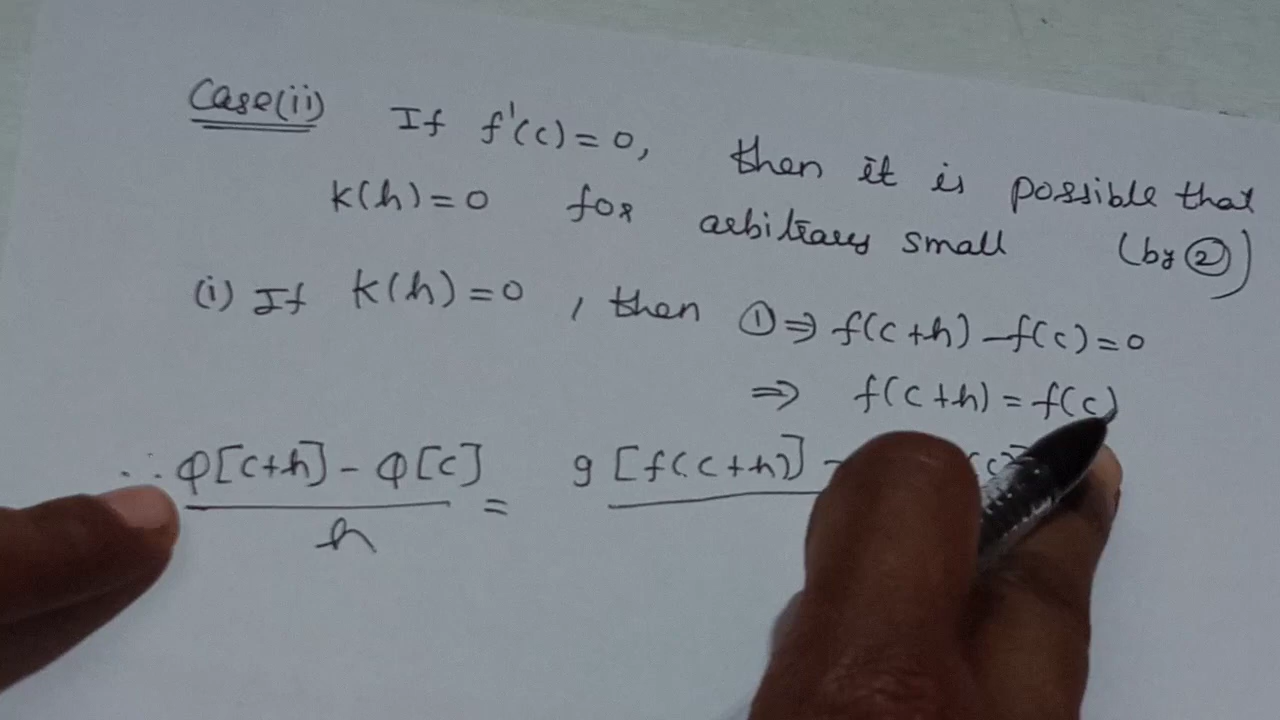 Case(ii) If f'(c)=0, then it is possible that
k(h)=0 for arbitrary small (by ②)
(i) If k(h)=0, then ①⇒ f(c+h)-f(c)=0
⇒ f(c+h)=f(c)
∴ φ[c+h]-φ[c] = g[f(c+h)] - (c)]
h